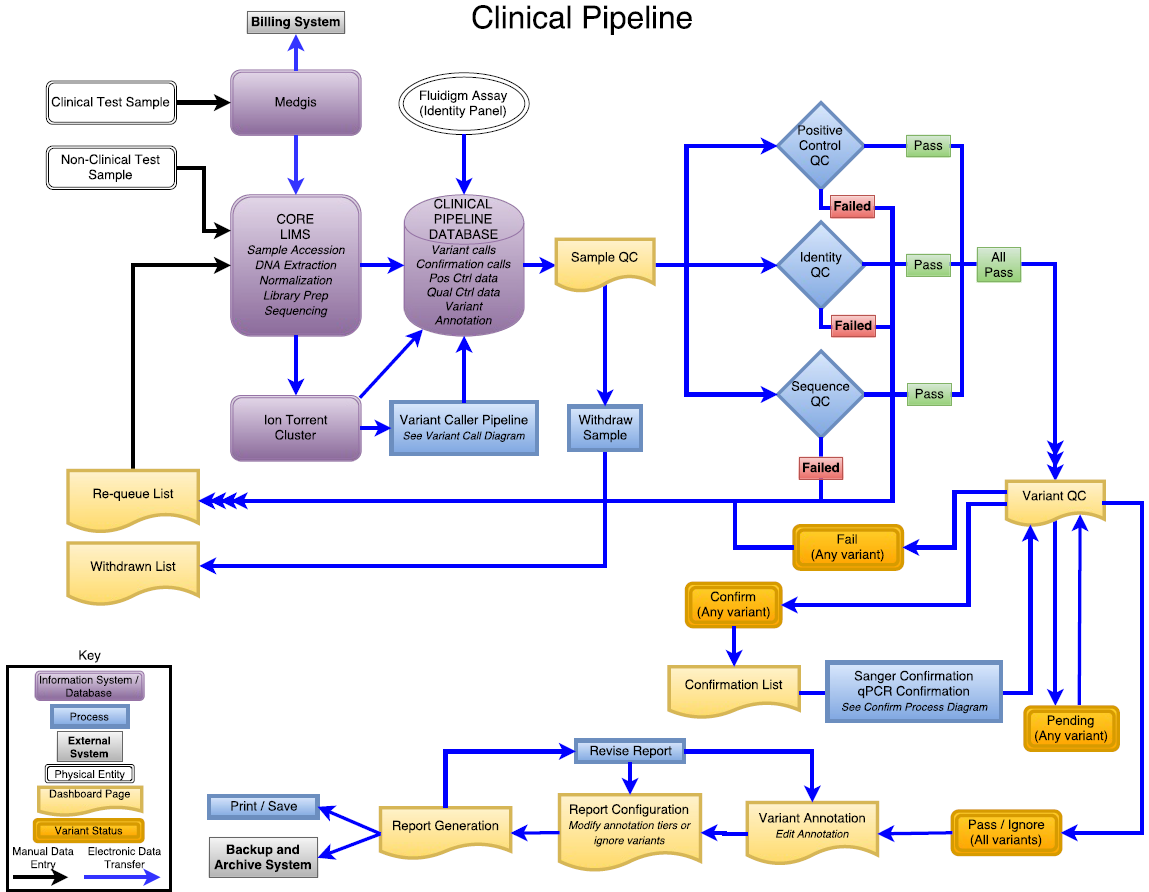 Clinical Pipeline
Billing System
Clinical Test Sample
Medgis
Fluidigm Assay
(Identity Panel)
Non-Clinical Test
Sample
CORE
LIMS
Sample Accession
DNA Extraction
Normalization
Library Prep
Sequencing
CLINICAL
PIPELINE
DATABASE
Variant calls
Confirmation calls
Pos Ctrl data
Qual Ctrl data
Variant
Annotation
Sample QC
Positive
Control
QC
Pass
Failed
Identity
QC
Pass
Failed
All
Pass
Sequence
QC
Pass
Failed
Ion Torrent
Cluster
Variant Caller Pipeline
See Variant Call Diagram
Withdraw
Sample
Re-queue List
Withdrawn List
Variant QC
Fail
(Any variant)
Confirm
(Any variant)
Confirmation List
Sanger Confirmation
qPCR Confirmation
See Confirm Process Diagram
Pending
(Any variant)
Pass / Ignore
(All variants)
Variant Annotation
Edit Annotation
Revise Report
Report Configuration
Modify annotation tiers or
ignore variants
Report Generation
Print / Save
Backup and
Archive System
Key
Information System /
Database
Process
External
System
Physical Entity
Dashboard Page
Variant Status
Manual Data
Entry
Electronic Data
Transfer